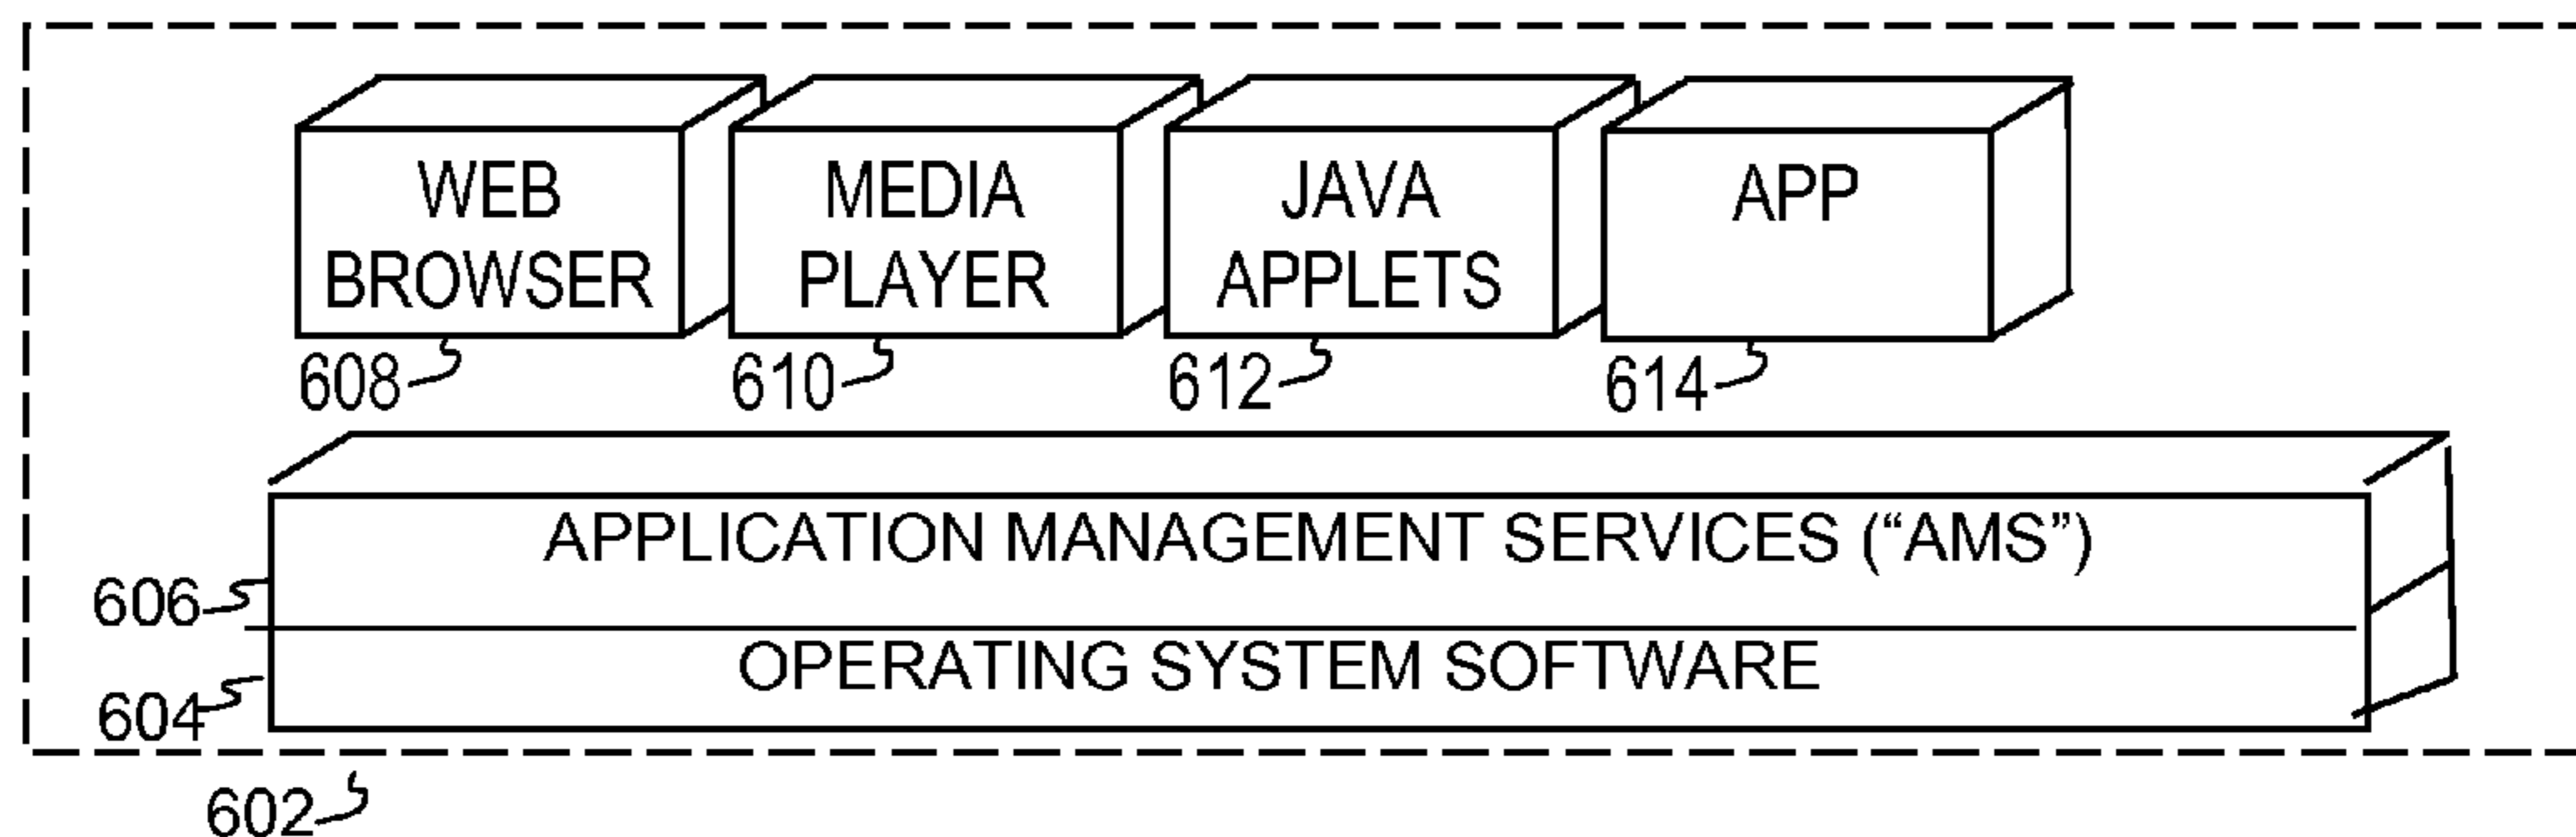 WEB
BROWSER
MEDIA
PLAYER
JAVA
APPLETS
APP
608
610
612
614
APPLICATION MANAGEMENT SERVICES (“AMS”)
606
OPERATING SYSTEM SOFTWARE
604
602